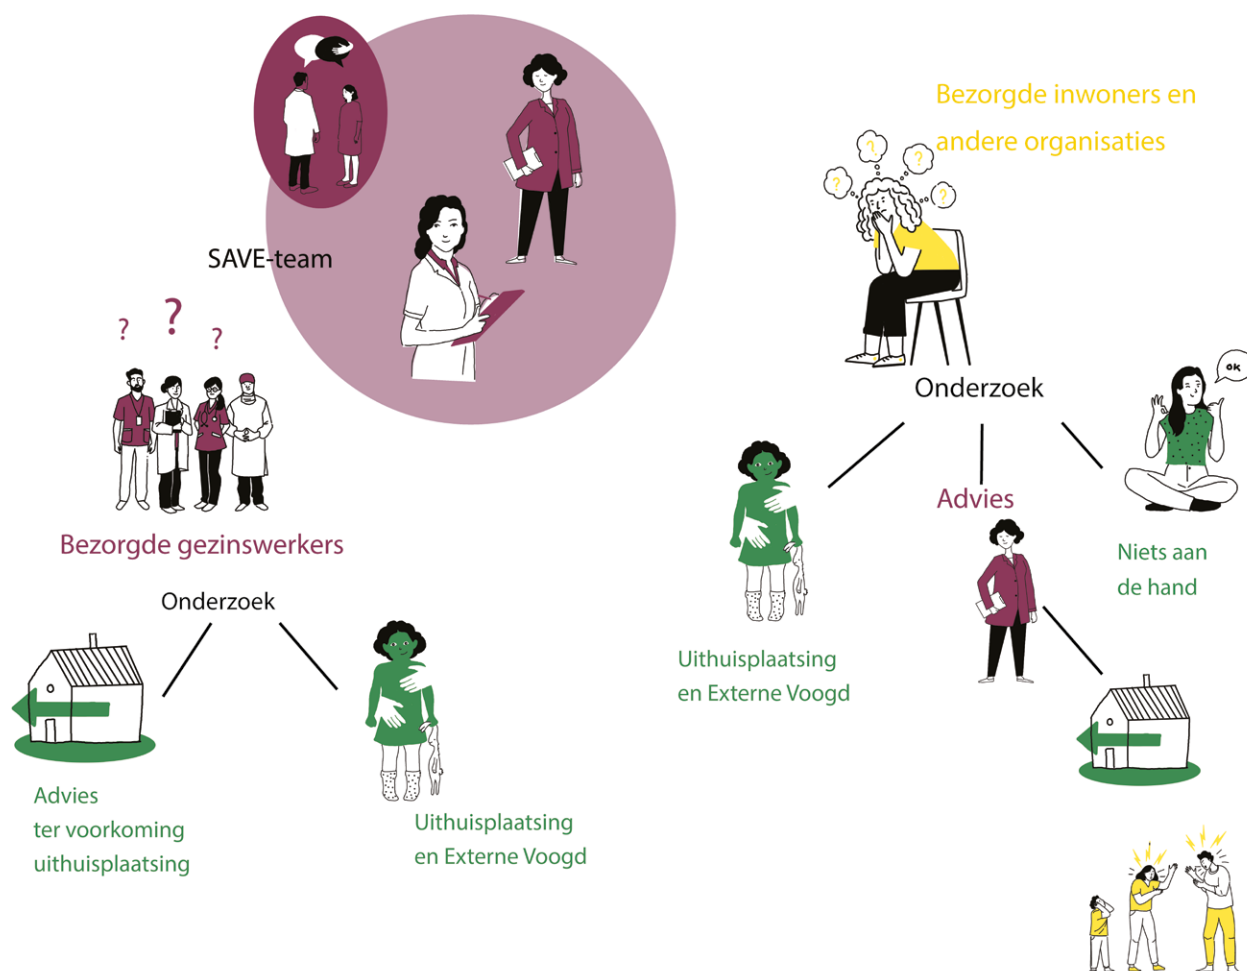 SAVE-team
?
?
?
Bezorgde gezinswerkers
Onderzoek
Advies
ter voorkoming
uithuisplaatsing
Uithuisplaatsing
en Externe Voogd
Bezorgde inwoners en
andere organisaties
?
?
?
?
Onderzoek
OK
Uithuisplaatsing
en Externe Voogd
Advies
Niets aan
de hand